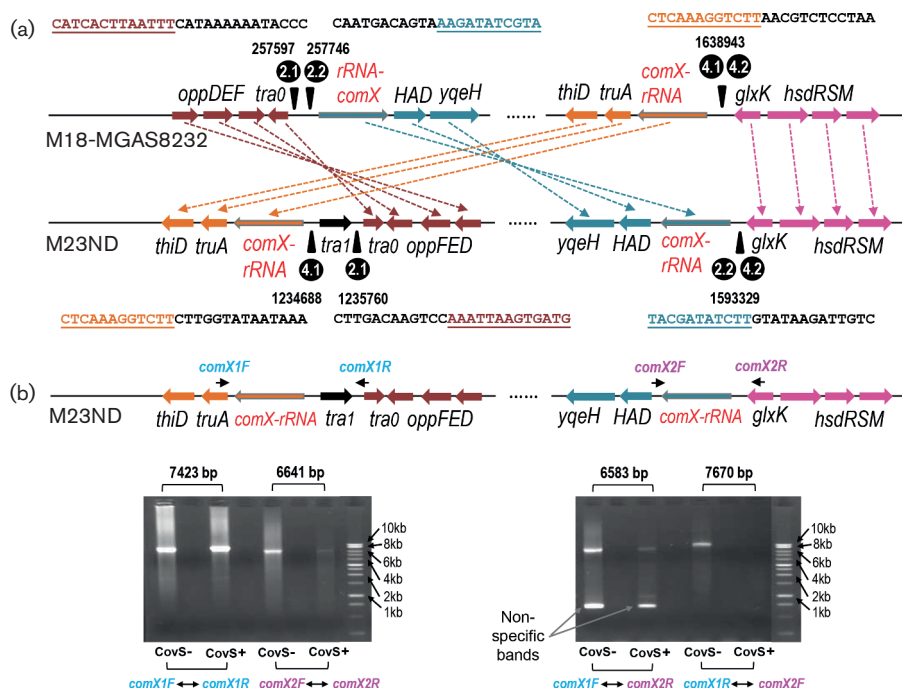 (a)
CATCACTTAATTTCATAAAAAATACCC CAATGACAGTAAAGATATCGTA CTCAAAGGTCTTAACGTCTCCTAA
257597 257746 1638943
2.1 2.2 4.1 4.2
oppDEF tra0 rRNA-comX HAD yqeH ...... thiD truA comX-rRNA glxK hsdRSM
M18-MGAS8232
M23ND
thiD truA comX-rRNA tra1 tra0 oppFED ...... yqeH HAD comX-rRNA glxK hsdRSM
4.1 2.1 2.2 4.2
1234688 1235760 1593329
CTCAAAGGTCTTCTTGGTATAATAAA CTTGACAAGTCCAAATTAAGTGATG TACGATATCTTGTATAAGATTGTC
(b)
comX1F comX1R comX2F comX2R
M23ND
thiD truA comX-rRNA tra1 tra0 oppFED ...... yqeH HAD comX-rRNA glxK hsdRSM
7423 bp 6641 bp 6583 bp 7670 bp
10kb 10kb
8kb 8kb
6kb 6kb
4kb 4kb
2kb 2kb
1kb 1kb
Non-specific bands
CovS- CovS+ CovS- CovS+ CovS- CovS+ CovS- CovS+
comX1F comX1R comX2F comX2R comX1F comX2R comX1R comX2F